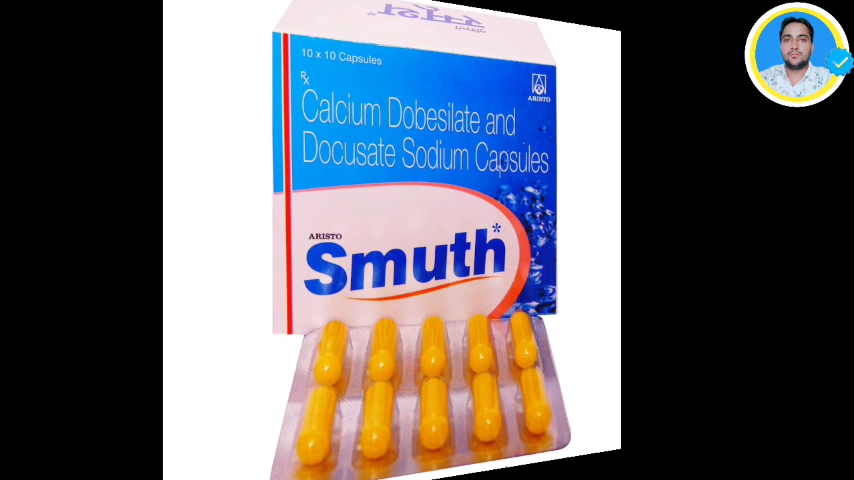 10 x 10 Capsules
Rx
ARISTO
Calcium Dobesilate and
Docusate Sodium Capsules
ARISTO
Smuth*